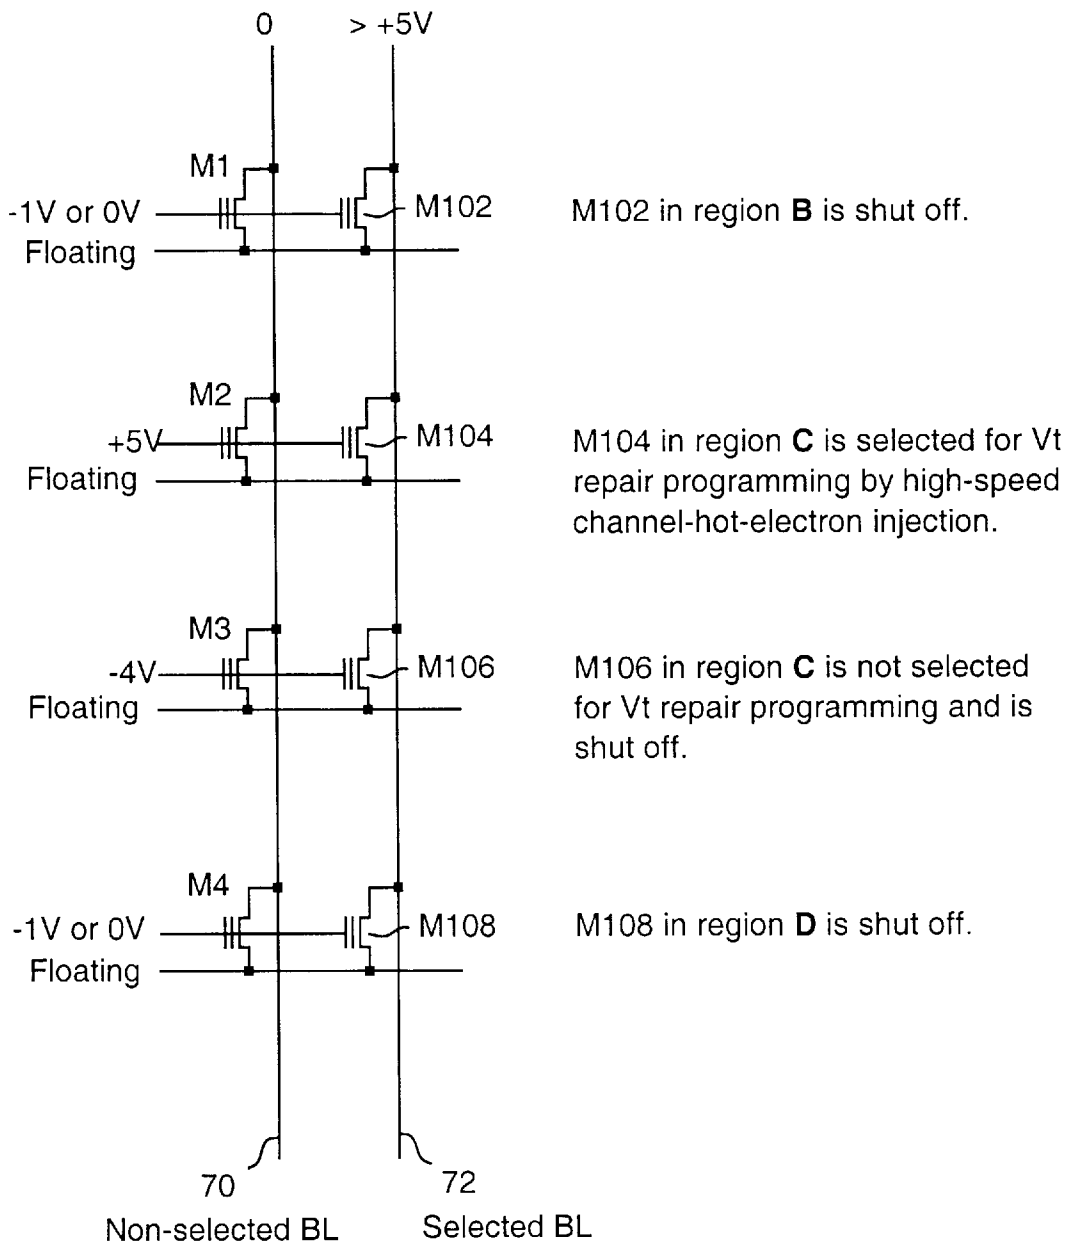 0 > +5V
M1
-1V or 0V M102 M102 in region B is shut off.
Floating
M2
+5V M104 M104 in region C is selected for Vt
Floating repair programming by high-speed
channel-hot-electron injection.
M3
-4V M106 M106 in region C is not selected
Floating for Vt repair programming and is
shut off.
M4
-1V or 0V M108 M108 in region D is shut off.
Floating
70 72
Non-selected BL Selected BL